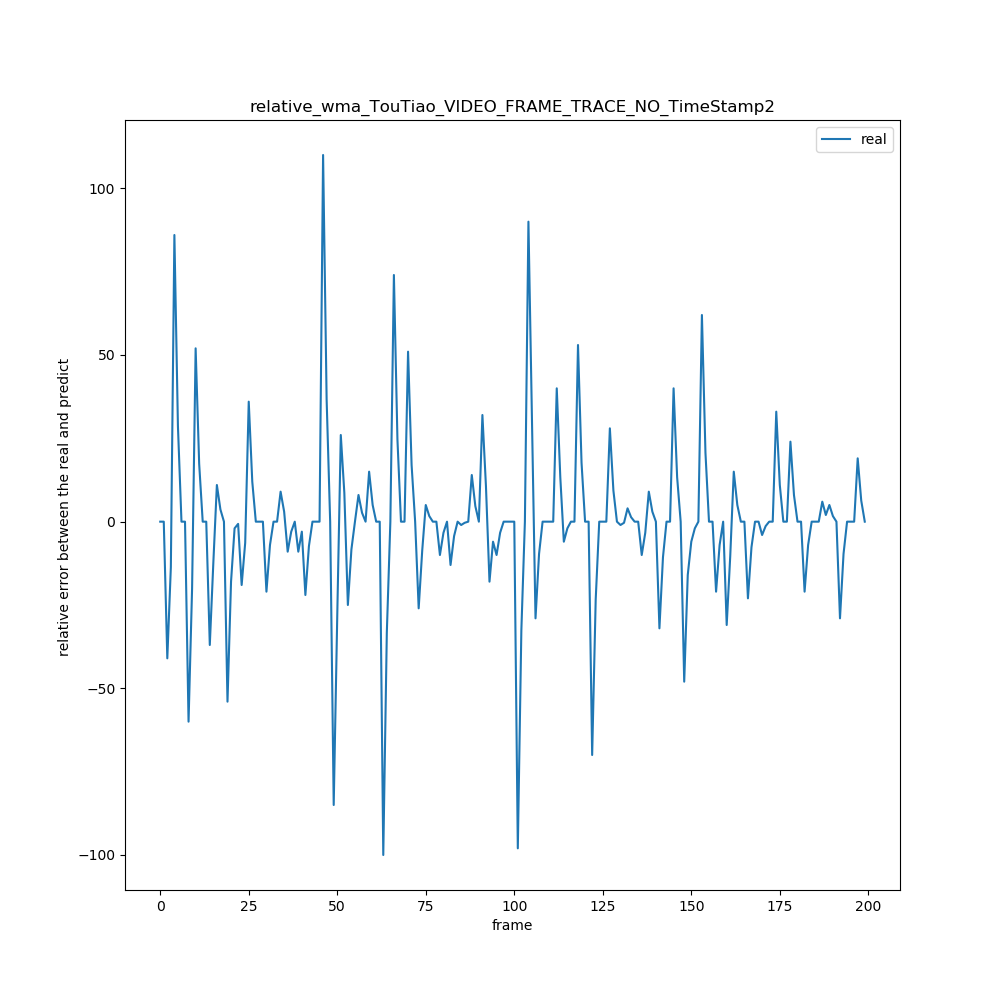 relative_wma_TouTiao_VIDEO_FRAME_TRACE_NO_TimeStamp2
real
relative error between the real and predict
100
50
0
−50
−100
0 25 50 75 100 125 150 175 200
frame